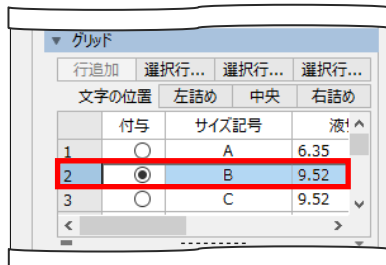 グリッド
行追加 選択行... 選択行... 選択行...
文字の位置 左詰め 中央 右詰め
付与 サイズ記号
1 A 6.35
2 B 9.52
3 C 9.52